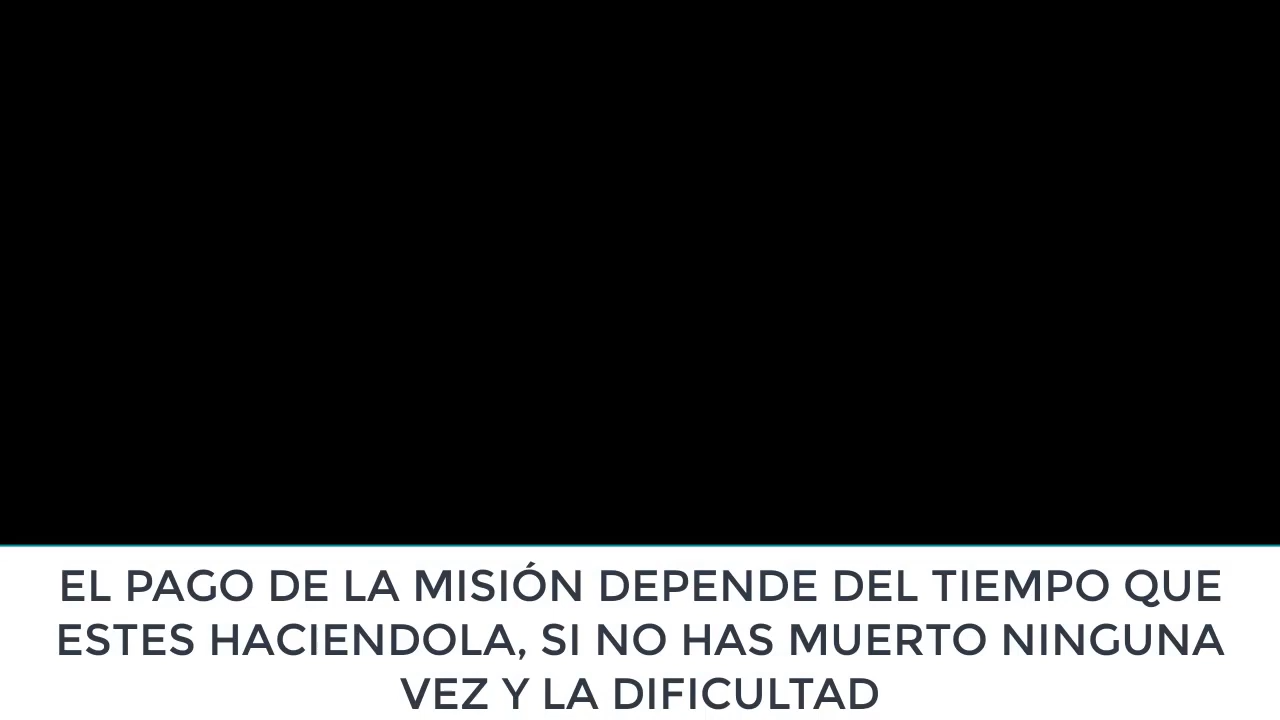 EL PAGO DE LA MISIÓN DEPENDE DEL TIEMPO QUE
ESTES HACIENDOLA, SI NO HAS MUERTO NINGUNA
VEZ Y LA DIFICULTAD